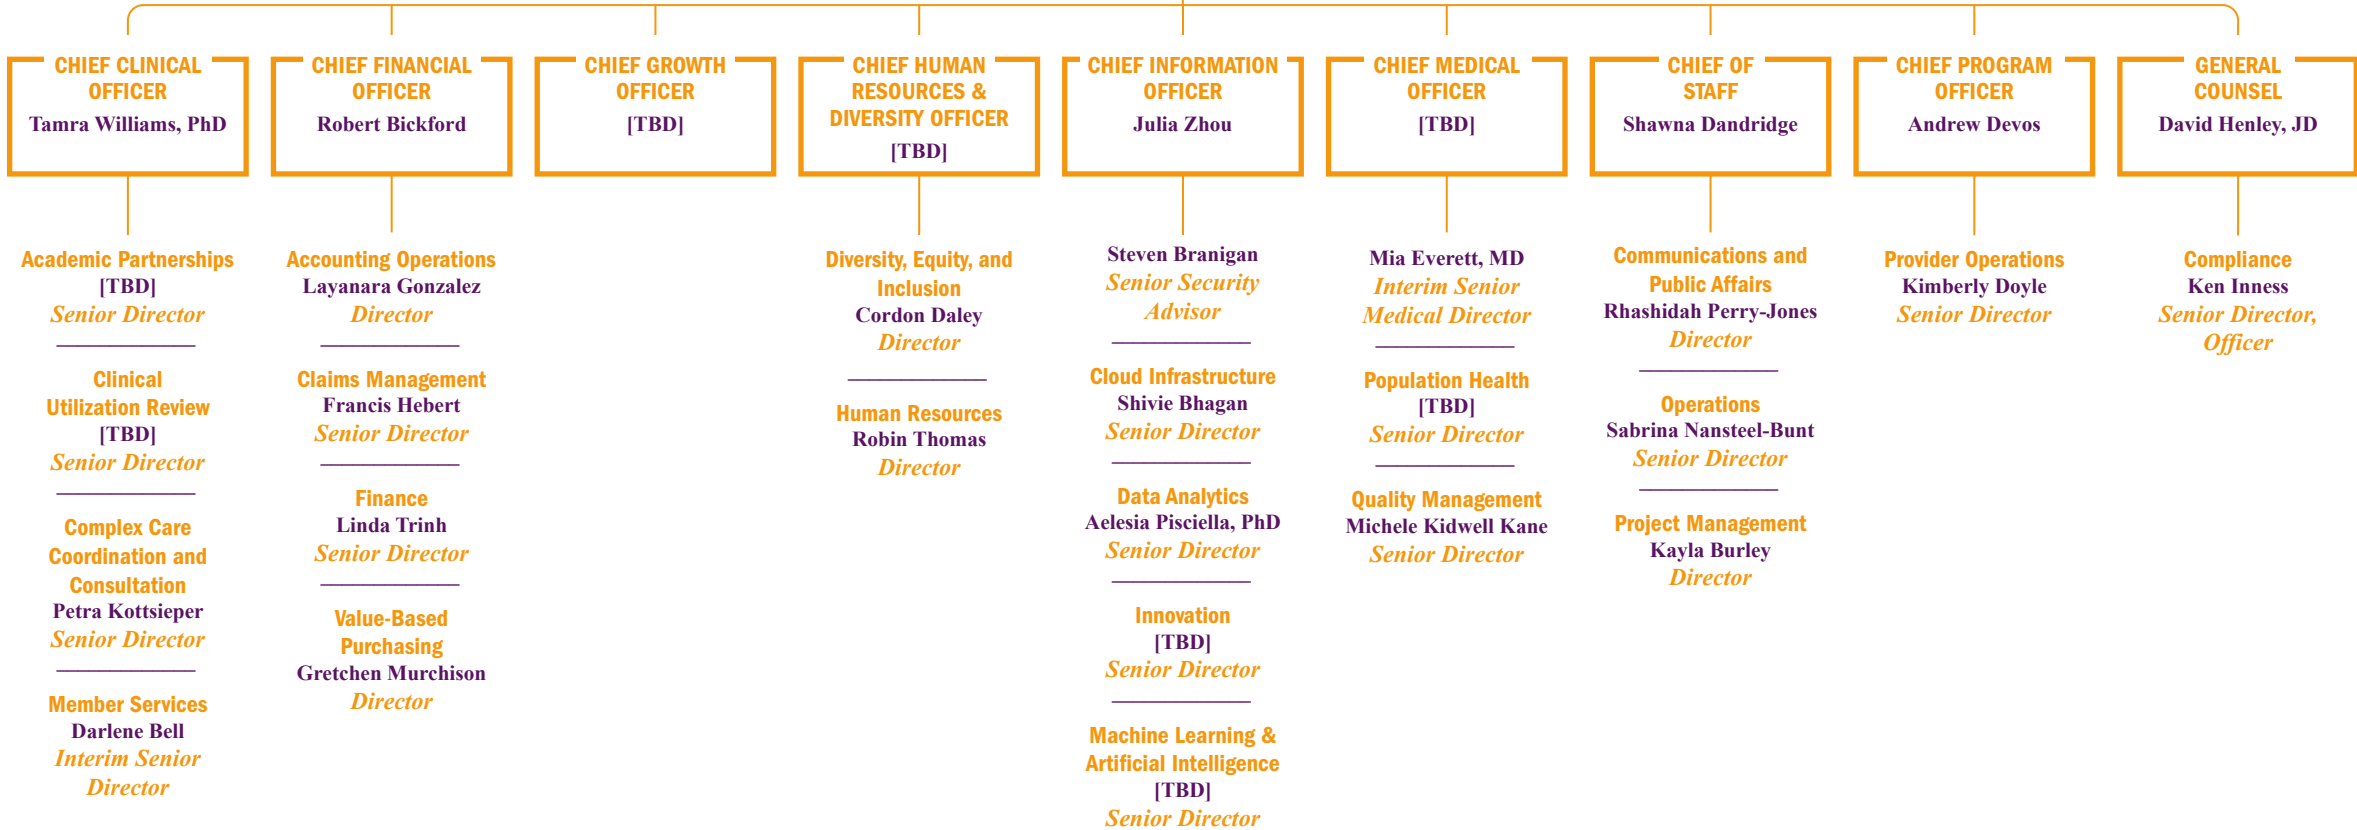 CHIEF CLINICAL
OFFICER
Tamra Williams, PhD
Academic Partnerships
[TBD]
Senior Director
Clinical
Utilization Review
[TBD]
Senior Director
Complex Care
Coordination and
Consultation
Petra Kottsieper
Senior Director
Member Services
Darlene Bell
Interim Senior
Director
CHIEF FINANCIAL
OFFICER
Robert Bickford
Accounting Operations
Layanara Gonzalez
Director
Claims Management
Francis Hebert
Senior Director
Finance
Linda Trinh
Senior Director
Value-Based
Purchasing
Gretchen Murchison
Director
CHIEF GROWTH
OFFICER
[TBD]
CHIEF HUMAN
RESOURCES &
DIVERSITY OFFICER
[TBD]
Diversity, Equity, and
Inclusion
Cordon Daley
Director
Human Resources
Robin Thomas
Director
CHIEF INFORMATION
OFFICER
Julia Zhou
Steven Branigan
Senior Security
Advisor
Cloud Infrastructure
Shivie Bhagan
Senior Director
Data Analytics
Aelesia Pisciella, PhD
Senior Director
Innovation
[TBD]
Senior Director
Machine Learning &
Artificial Intelligence
[TBD]
Senior Director
CHIEF MEDICAL
OFFICER
[TBD]
Mia Everett, MD
Interim Senior
Medical Director
Population Health
[TBD]
Senior Director
Quality Management
Michele Kidwell Kane
Senior Director
CHIEF OF
STAFF
Shawna Dandridge
Communications and
Public Affairs
Rhashidah Perry-Jones
Director
Operations
Sabrina Nansteel-Bunt
Senior Director
Project Management
Kayla Burley
Director
CHIEF PROGRAM
OFFICER
Andrew Devos
Provider Operations
Kimberly Doyle
Senior Director
GENERAL
COUNSEL
David Henley, JD
Compliance
Ken Inness
Senior Director,
Officer